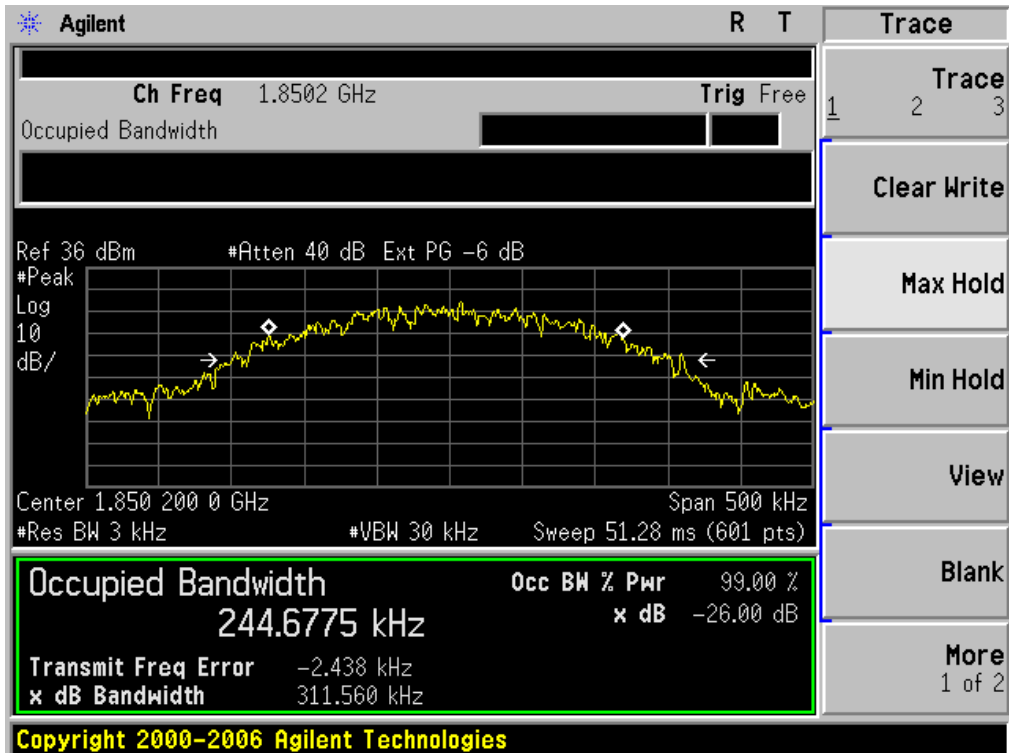 Agilent R T Trace
Ch Freq 1.8502 GHz Trig Free
Occupied Bandwidth
Trace
1 2 3
Clear Write
Max Hold
Min Hold
View
Blank
More
1 of 2
Ref 36 dBm #Atten 40 dB Ext PG -6 dB
#Peak
Log
10
dB/
Center 1.850 200 0 GHz Span 500 kHz
#Res BW 3 kHz #VBW 30 kHz Sweep 51.28 ms (601 pts)
Occupied Bandwidth Occ BW % Pwr 99.00 %
244.6775 kHz x dB -26.00 dB
Transmit Freq Error -2.438 kHz
x dB Bandwidth 311.560 kHz
Copyright 2000-2006 Agilent Technologies